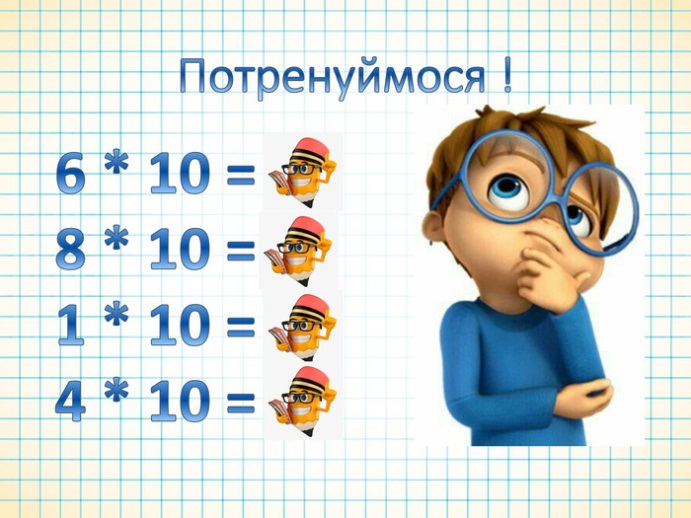 Потренуймося !
6 * 10 =
8 * 10 =
1 * 10 =
4 * 10 =